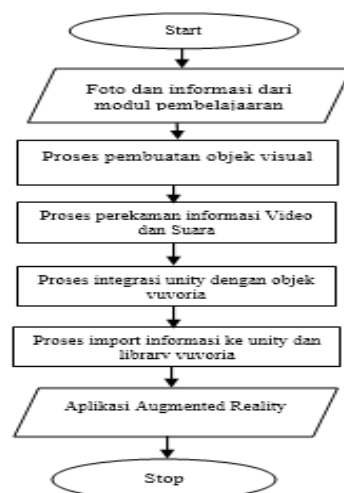 Start
Foto dan informasi dari
modul pembelajaaran
Proses pembuatan objek visual
Proses perekaman informasi Video
dan Suara
Proses integrasi unity dengan objek
vuvoria
Proses import informasi ke unity dan
library vuvoria
Aplikasi Augmented Reality
Stop